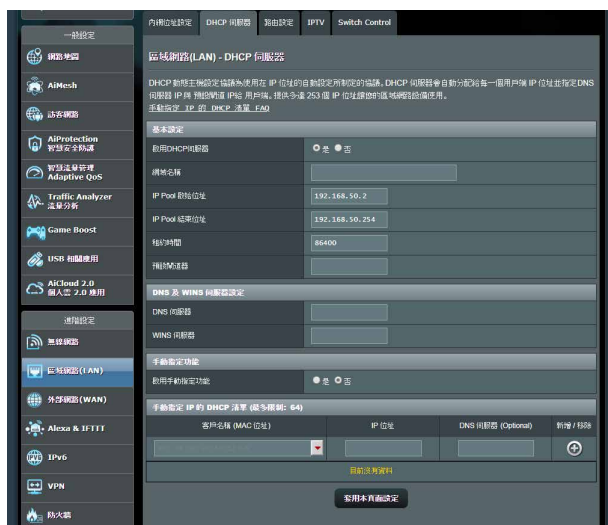 內網位址設定 DHCP 伺服器 路由設定 IPTV Switch Control
一般設定
網路地圖
AiMesh
訪客網路
AiProtection
智慧安全防護
智慧流量管理
Adaptive QoS
Traffic Analyzer
流量分析
Game Boost
USB 相關應用
AiCloud 2.0
個人雲 2.0 應用
進階設定
無線網路
區域網路(LAN)
外部網路(WAN)
Alexa & IFTTT
IPv6
VPN
防火牆
區域網路(LAN) - DHCP 伺服器
DHCP 動態主機設定協議為使用在 IP 位址的自動設定所制定的協議。DHCP 伺服器會自動分配給每一個用戶端 IP 位址並指定DNS
伺服器 IP 與 預設閘道 IP給 用戶端。提供多達 253 個 IP 位址讓您的區域網路設備使用。
手動指定 IP 的 DHCP 清單 FAQ
基本設定
啟用DHCP伺服器 是 否
網域名稱
IP Pool 起始位址 192.168.50.2
IP Pool 結束位址 192.168.50.254
租約時間 86400
預設閘道器
DNS 及 WINS 伺服器設定
DNS 伺服器
WINS 伺服器
手動指定功能
啟用手動指定功能 是 否
手動指定 IP 的 DHCP 清單 (最多限制: 64)
客戶名稱 (MAC 位址) IP 位址 DNS 伺服器 (Optional) 新增 / 移除
目前沒有資料
套用本頁面設定